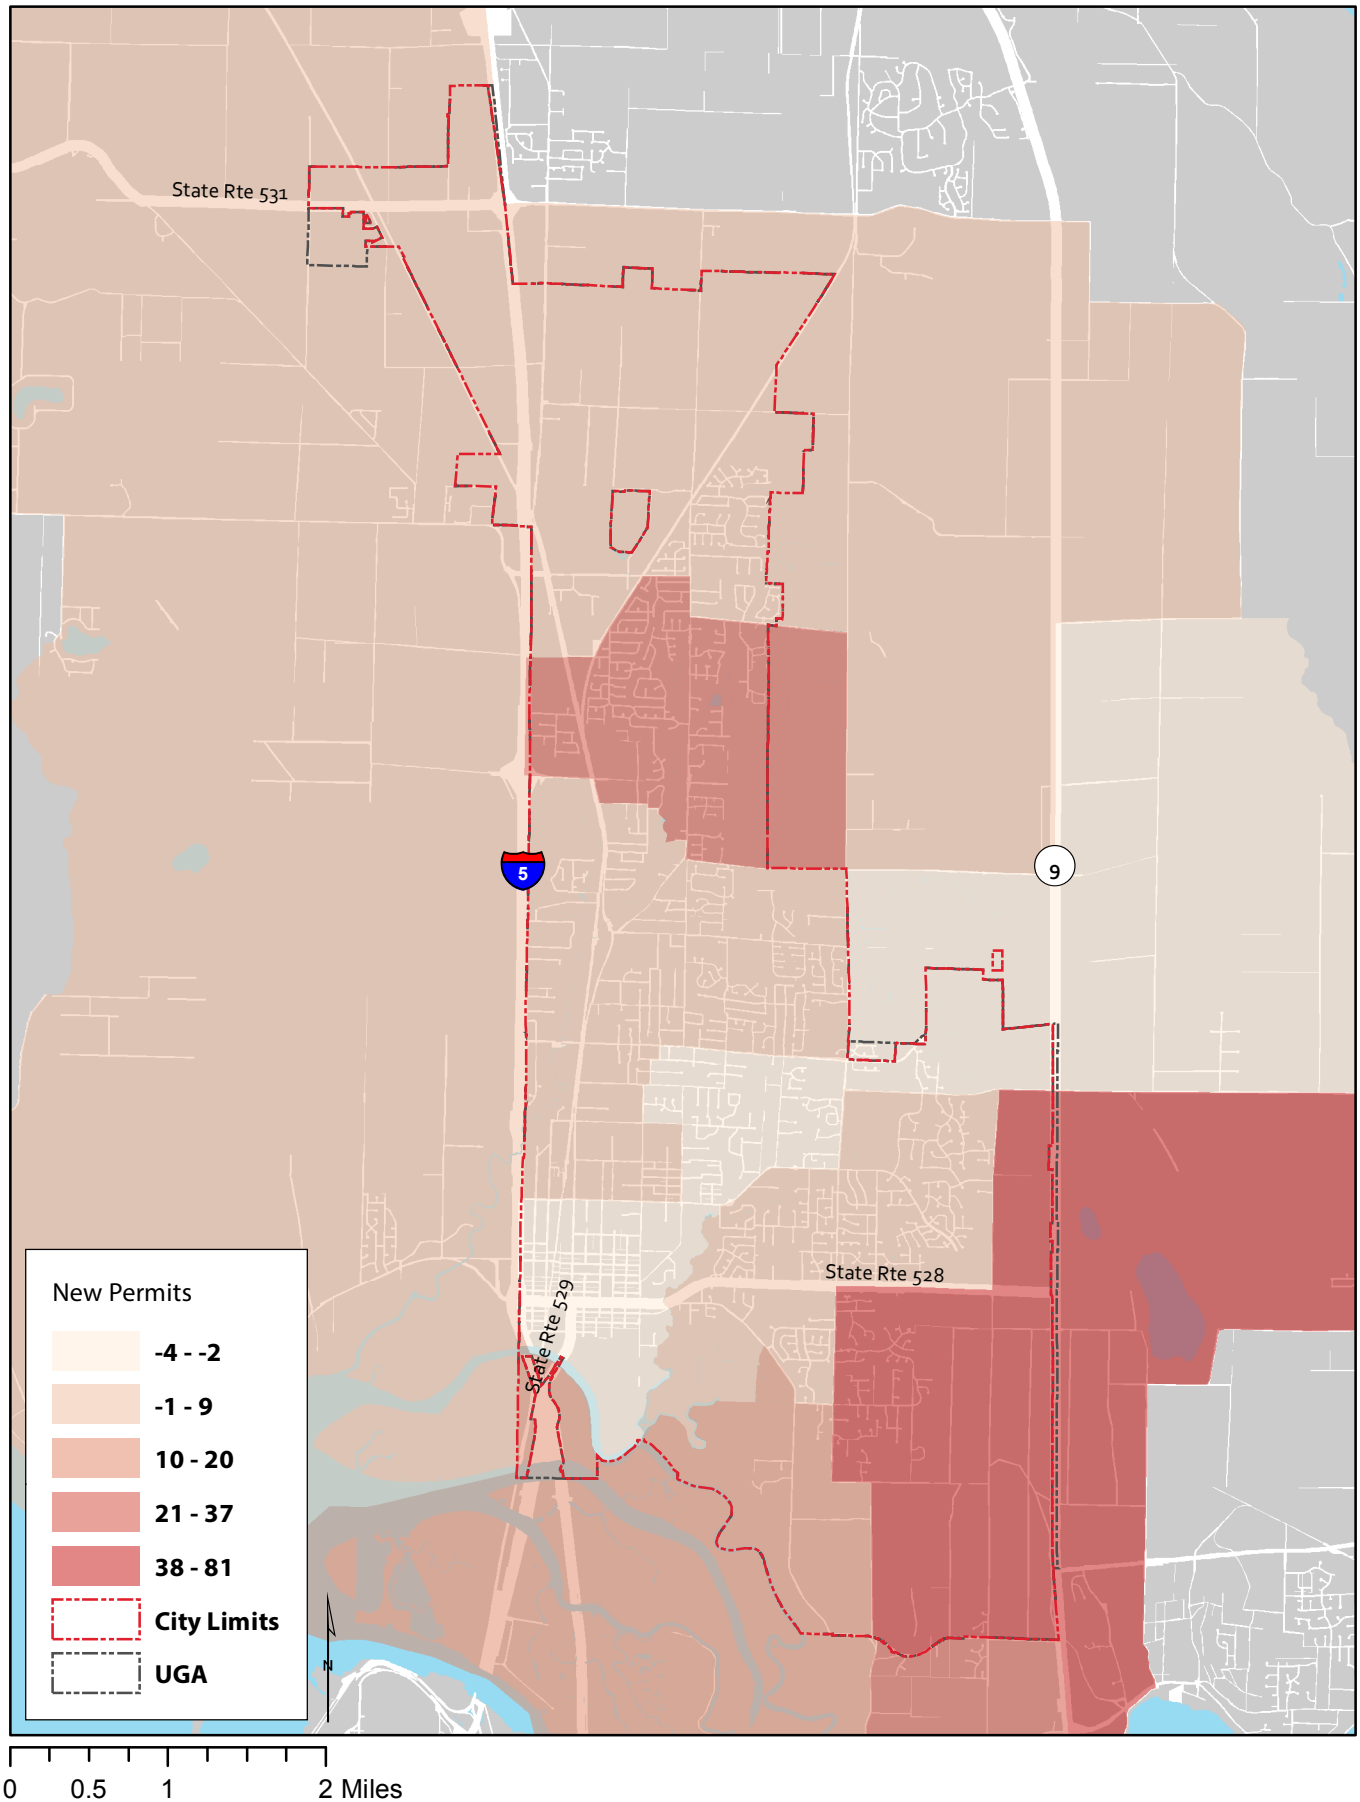 State Rte 531
5
9
State Rte 528
State Rte 529
New Permits
-4 - -2
-1 - 9
10 - 20
21 - 37
38 - 81
City Limits
UGA
N
0 0.5 1 2 Miles